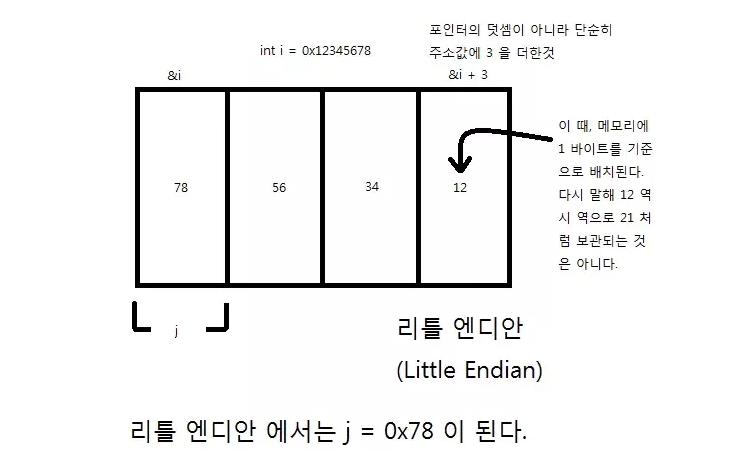 포인터의 덧셈이 아니라 단순히
주소값에 3 을 더한것
int i = 0x12345678
&i
&i + 3
이 때, 메모리에
1 바이트를 기준
으로 배치된다.
다시 말해 12 역
시 역으로 21 처
럼 보관되는 것
은 아니다.
78
56
34
12
j
리틀 엔디안
(Little Endian)
리틀 엔디안 에서는 j = 0x78 이 된다.